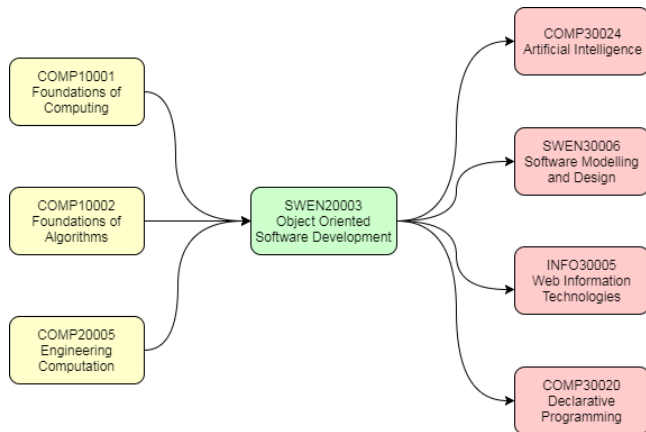 COMP10001
Foundations of
Computing
COMP10002
Foundations of
Algorithms
COMP20005
Engineering
Computation
SWEN20003
Object Oriented
Software Development
COMP30024
Artificial Intelligence
SWEN30006
Software Modelling
and Design
INFO30005
Web Information
Technologies
COMP30020
Declarative
Programming